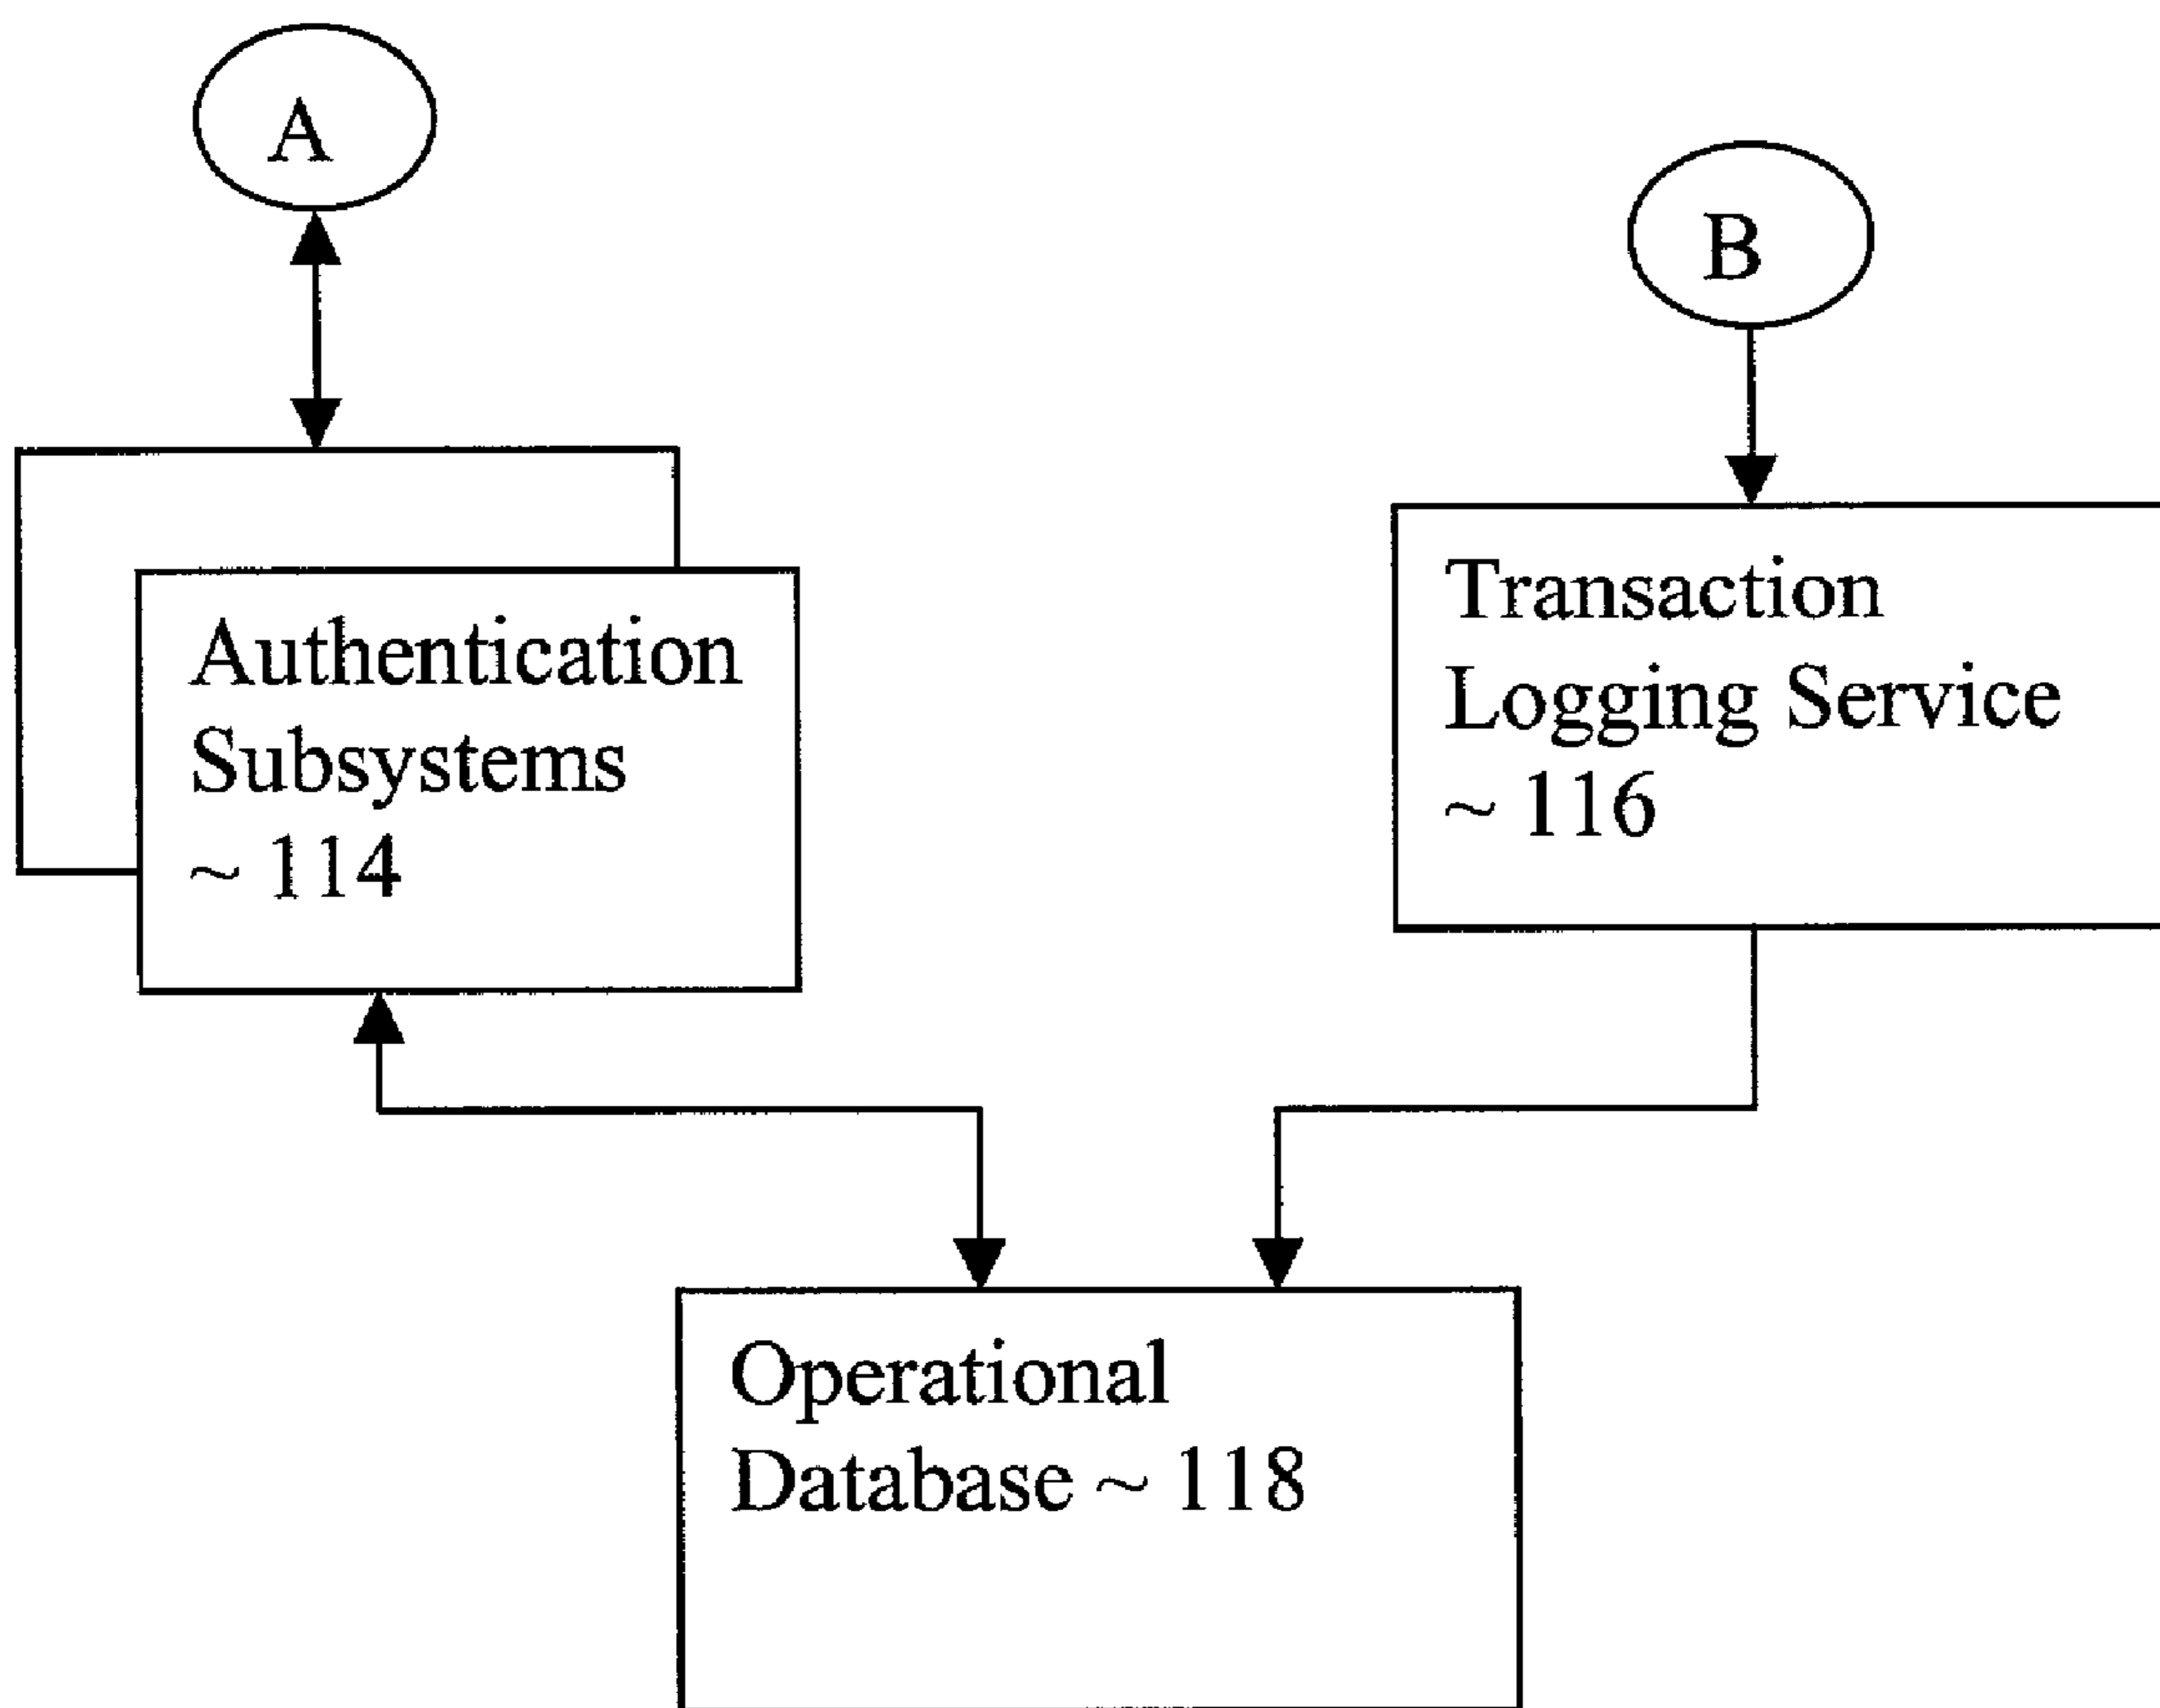 A
B
Authentication
Subsystems
~ 114
Transaction
Logging Service
~ 116
Operational
Database ~ 118